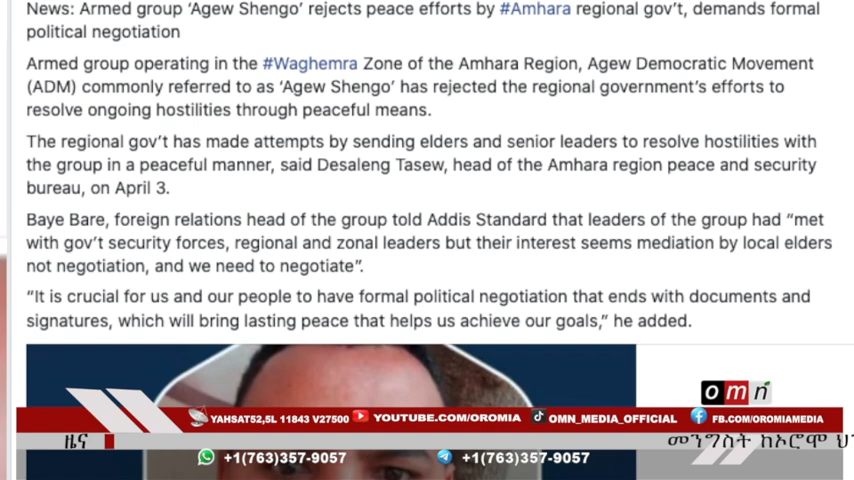 News: Armed group ‘Agew Shengo’ rejects peace efforts by #Amhara regional gov’t, demands formal
political negotiation
Armed group operating in the #Waghemra Zone of the Amhara Region, Agew Democratic Movement
(ADM) commonly referred to as ‘Agew Shengo’ has rejected the regional government’s efforts to
resolve ongoing hostilities through peaceful means.
The regional gov’t has made attempts by sending elders and senior leaders to resolve hostilities with
the group in a peaceful manner, said Desaleng Tasew, head of the Amhara region peace and security
bureau, on April 3.
Baye Bare, foreign relations head of the group told Addis Standard that leaders of the group had “met
with gov’t security forces, regional and zonal leaders but their interest seems mediation by local elders
not negotiation, and we need to negotiate”.
“It is crucial for us and our people to have formal political negotiation that ends with documents and
signatures, which will bring lasting peace that helps us achieve our goals,” he added.
omn
YAHSAT52,5L 11843 V27500 YOUTUBE.COM/OROMIA OMN_MEDIA_OFFICIAL FB.COM/OROMIAMEDIA
ዜና መንግስት ከኦሮሞ
+1(763)357-9057 +1(763)357-9057